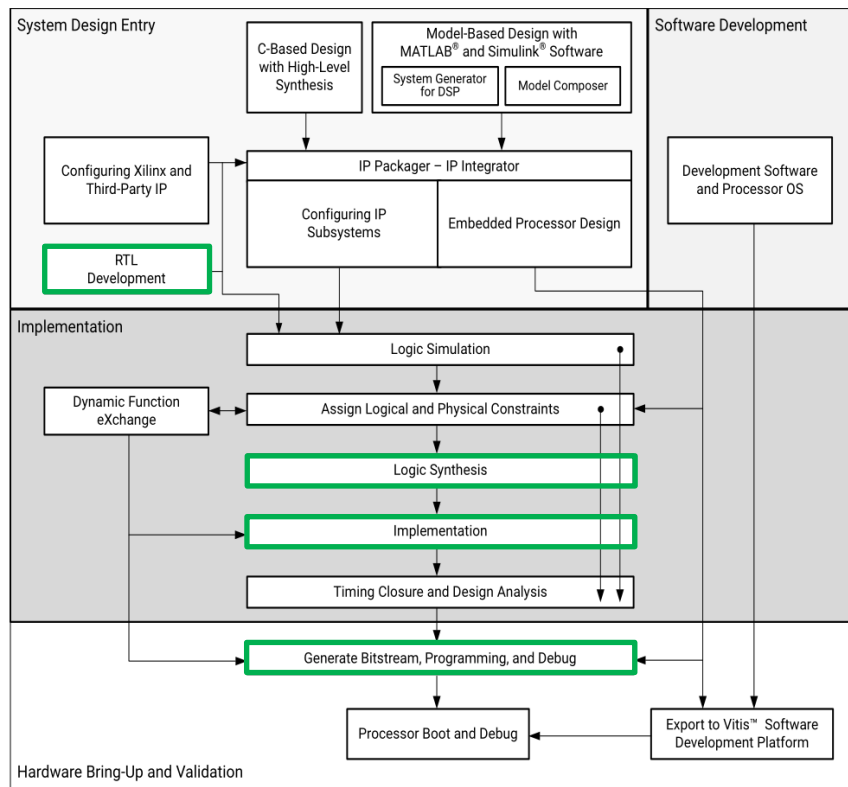 System Design Entry
C-Based Design
with High-Level
Synthesis
Model-Based Design with
MATLAB® and Simulink® Software
System Generator
for DSP
Model Composer
Software Development
Configuring Xilinx and
Third-Party IP
IP Packager – IP Integrator
Configuring IP
Subsystems
Embedded Processor Design
Development Software
and Processor OS
RTL
Development
Implementation
Logic Simulation
Dynamic Function
eXchange
Assign Logical and Physical Constraints
Logic Synthesis
Implementation
Timing Closure and Design Analysis
Generate Bitstream, Programming, and Debug
Processor Boot and Debug
Export to Vitis™ Software
Development Platform
Hardware Bring-Up and Validation